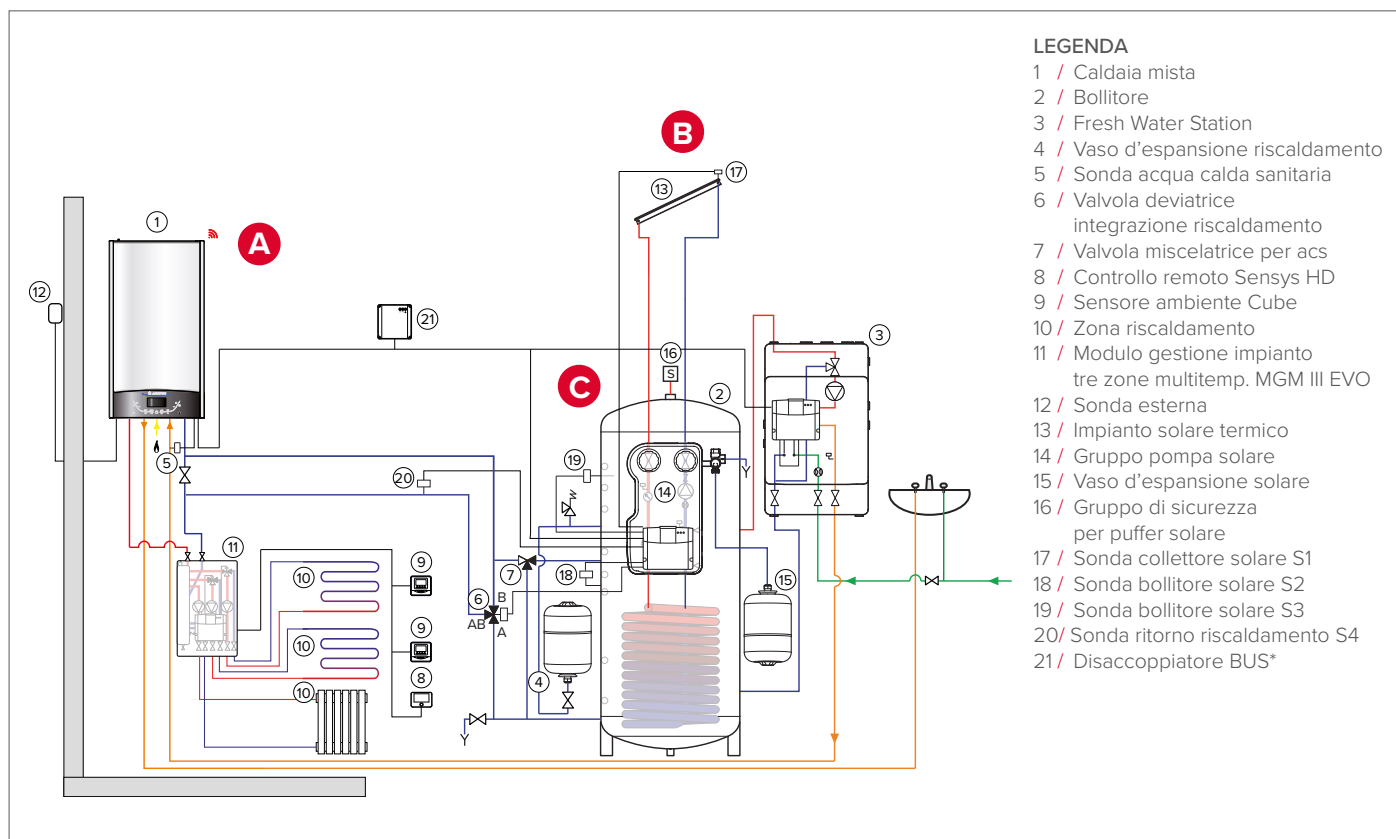 LEGENDA
1 / Caldaia mista
2 / Bollitore
3 / Fresh Water Station
4 / Vaso d'espansione riscaldamento
5 / Sonda acqua calda sanitaria
6 / Valvola deviatrice
integrazione riscaldamento
7 / Valvola miscelatrice per acs
8 / Controllo remoto Sensys HD
9 / Sensore ambiente Cube
10 / Zona riscaldamento
11 / Modulo gestione impianto
tre zone multitemp. MGM III EVO
12 / Sonda esterna
13 / Impianto solare termico
14 / Gruppo pompa solare
15 / Vaso d'espansione solare
16 / Gruppo di sicurezza
per puffer solare
17 / Sonda collettore solare S1
18 / Sonda bollitore solare S2
19 / Sonda bollitore solare S3
20/ Sonda ritorno riscaldamento S4
21 / Disaccoppiatore BUS*
B
17
13
1
A
12
21
3
16
S
C
2
19
5
20
14
11
9
10
7
18
15
6
B
AB
A
9
10
8
4
10